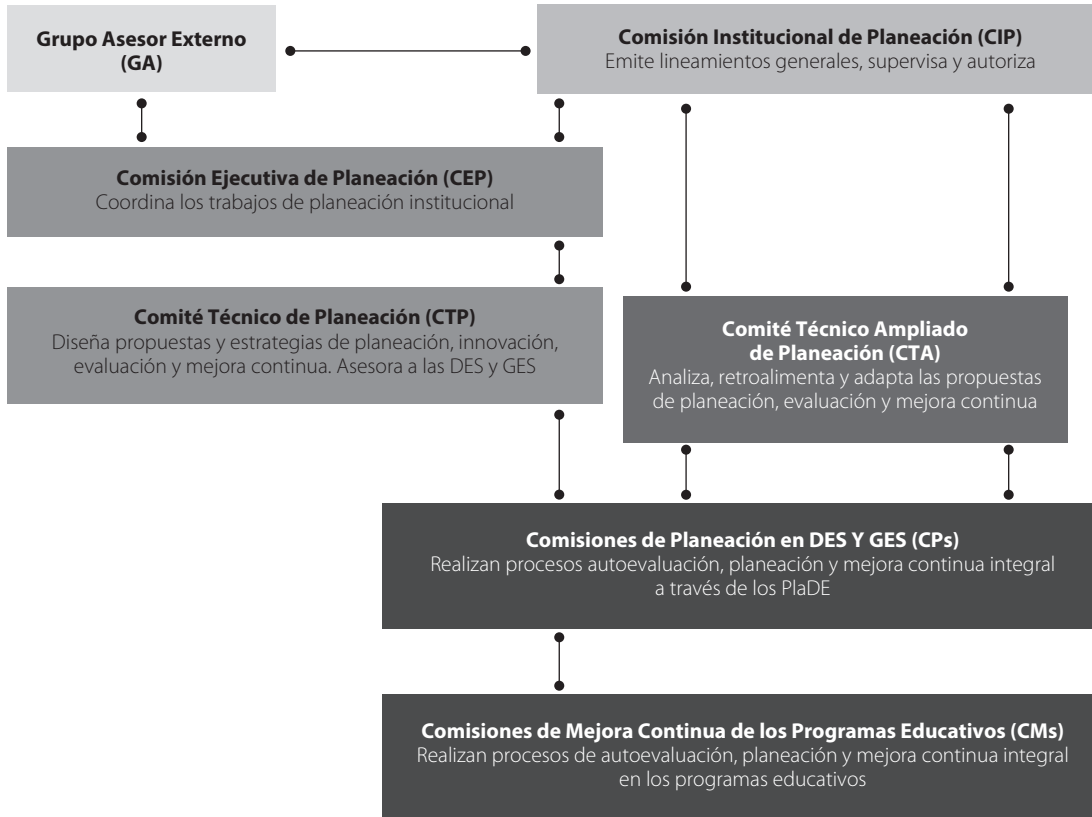 Grupo Asesor Externo
(GA)
Comisión Institucional de Planeación (CIP)
Emite lineamientos generales, supervisa y autoriza
Comisión Ejecutiva de Planeación (CEP)
Coordina los trabajos de planeación institucional
Comité Técnico de Planeación (CTP)
Diseña propuestas y estrategias de planeación, innovación,
evaluación y mejora continua. Asesora a las DES y GES
Comité Técnico Ampliado
de Planeación (CTA)
Analiza, retroalimenta y adapta las propuestas
de planeación, evaluación y mejora continua
Comisiones de Planeación en DES Y GES (CPs)
Realizan procesos autoevaluación, planeación y mejora continua integral
a través de los PlaDE
Comisiones de Mejora Continua de los Programas Educativos (CMs)
Realizan procesos de autoevaluación, planeación y mejora continua integral
en los programas educativos